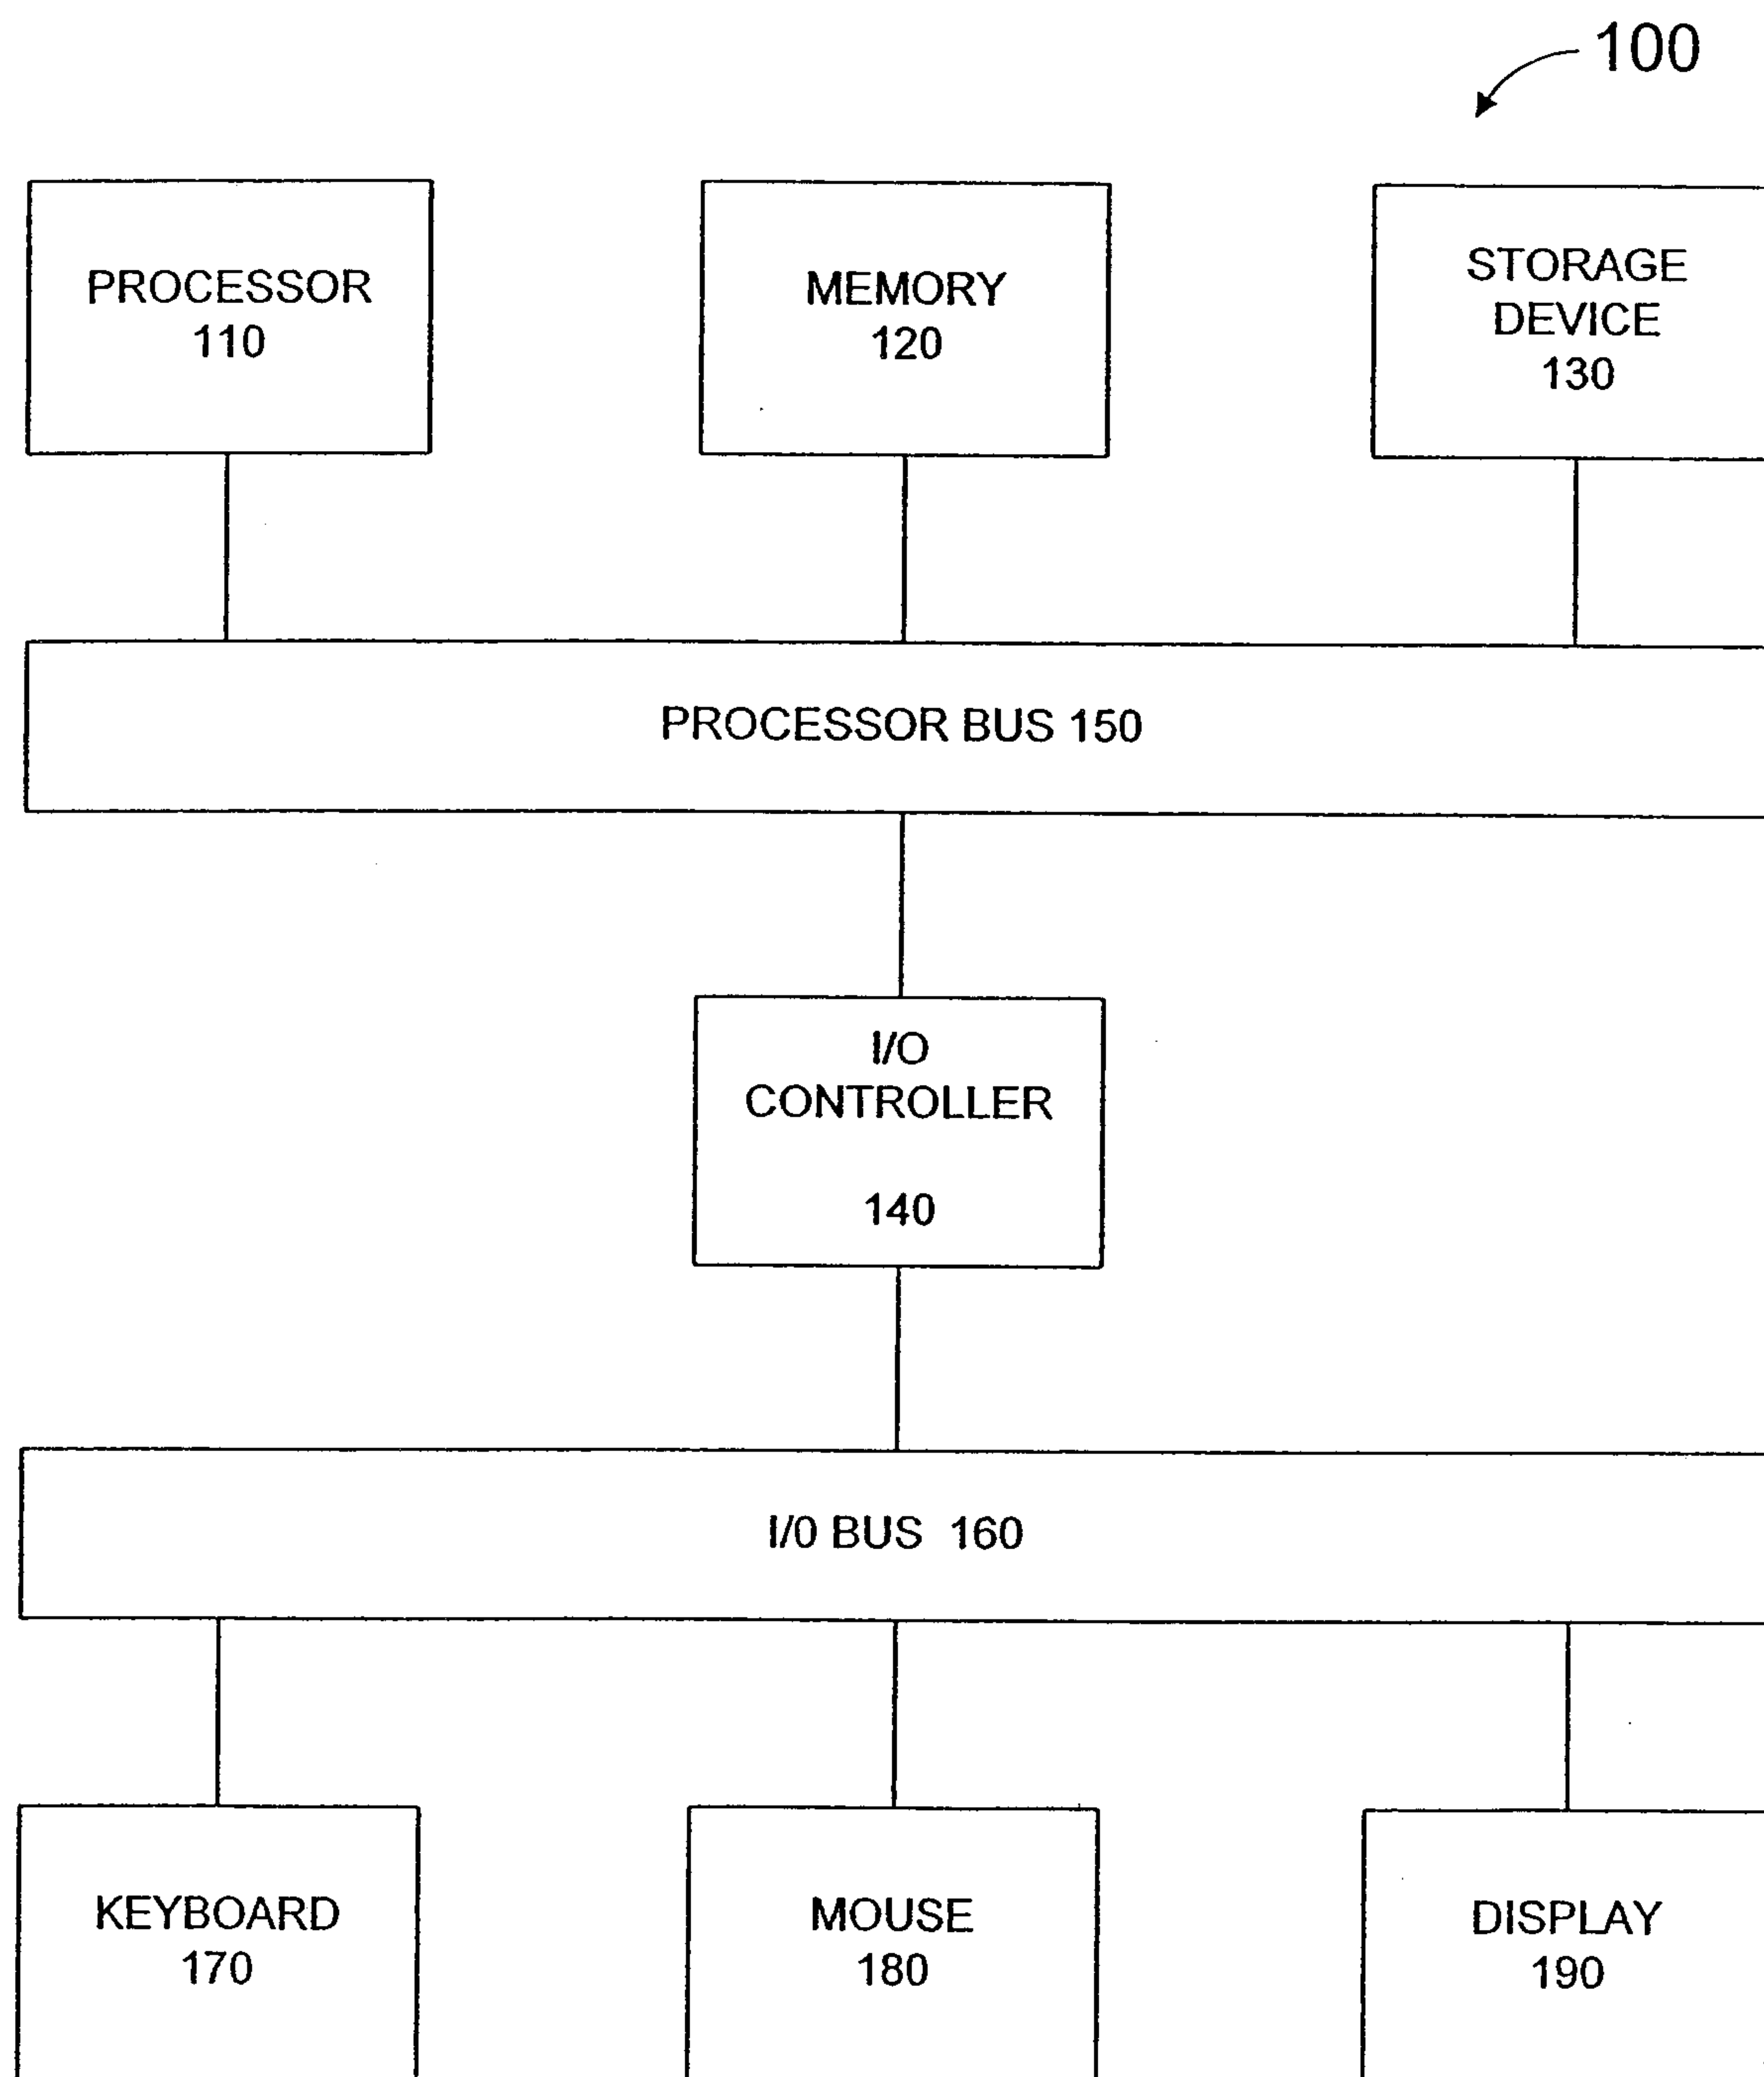 100
PROCESSOR
110
MEMORY
120
STORAGE
DEVICE
130
PROCESSOR BUS 150
I/O
CONTROLLER
140
I/0 BUS 160
KEYBOARD
170
MOUSE
180
DISPLAY
190